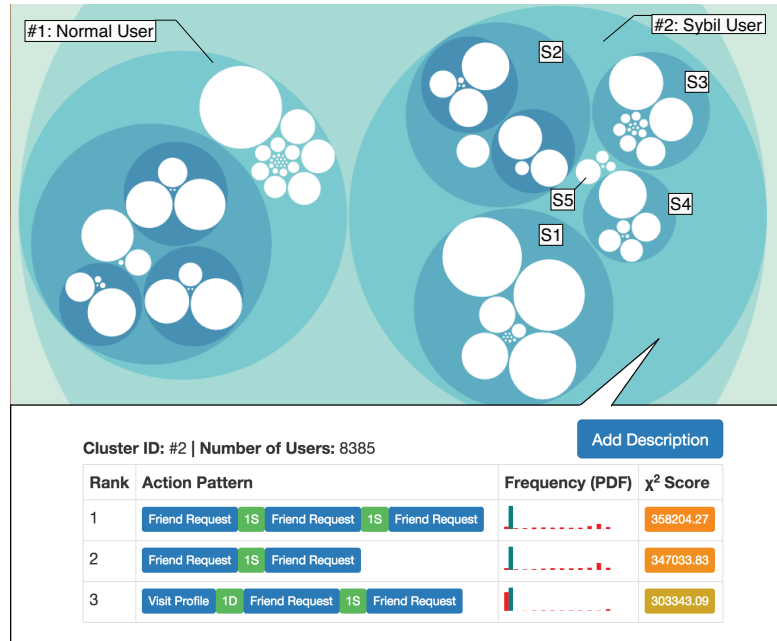 #1: Normal User
#2: Sybil User
S2
S3
S5
S4
S1
Cluster ID: #2 | Number of Users: 8385
Add Description
Rank Action Pattern Frequency (PDF) χ² Score
1 Friend Request 1S Friend Request 1S Friend Request 358204.27
2 Friend Request 1S Friend Request 347033.83
3 Visit Profile 1D Friend Request 1S Friend Request 303343.09